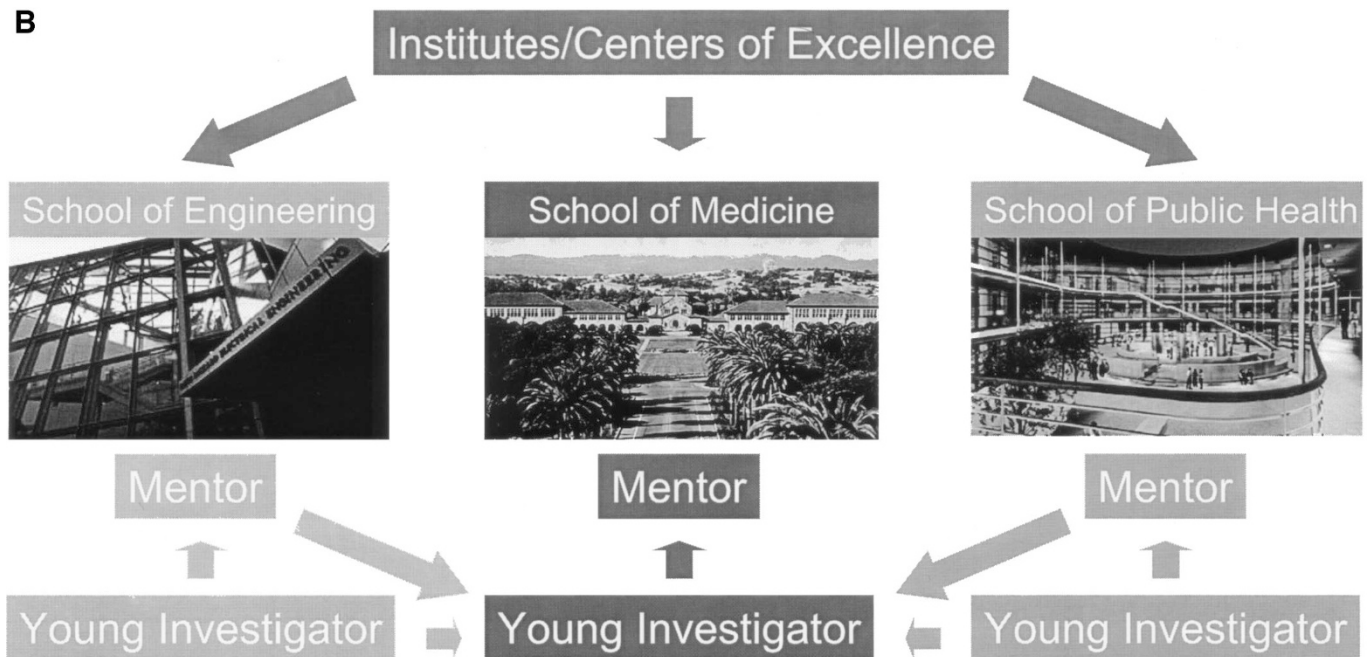 B
Institutes/Centers of Excellence
School of Engineering
School of Medicine
School of Public Health
Mentor
Mentor
Mentor
Young Investigator
Young Investigator
Young Investigator